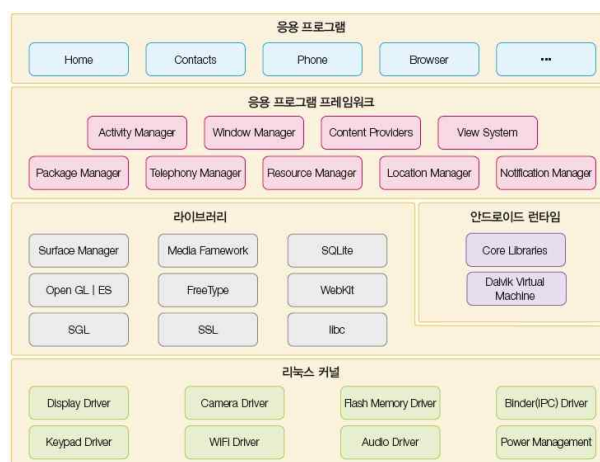 응용 프로그램
Home Contacts Phone Browser ...
응용 프로그램 프레임워크
Activity Manager Window Manager Content Providers View System
Package Manager Telephony Manager Resource Manager Location Manager Notification Manager
라이브러리
Surface Manager Media Famework SQLite
Open GL | ES FreeType WebKit
SGL SSL libc
안드로이드 런타임
Core Libraries
Dalvik Virtual
Machine
리눅스 커널
Display Driver Camera Driver Flash Memory Driver Binder(IPC) Driver
Keypad Driver WIFI Driver Audio Driver Power Management